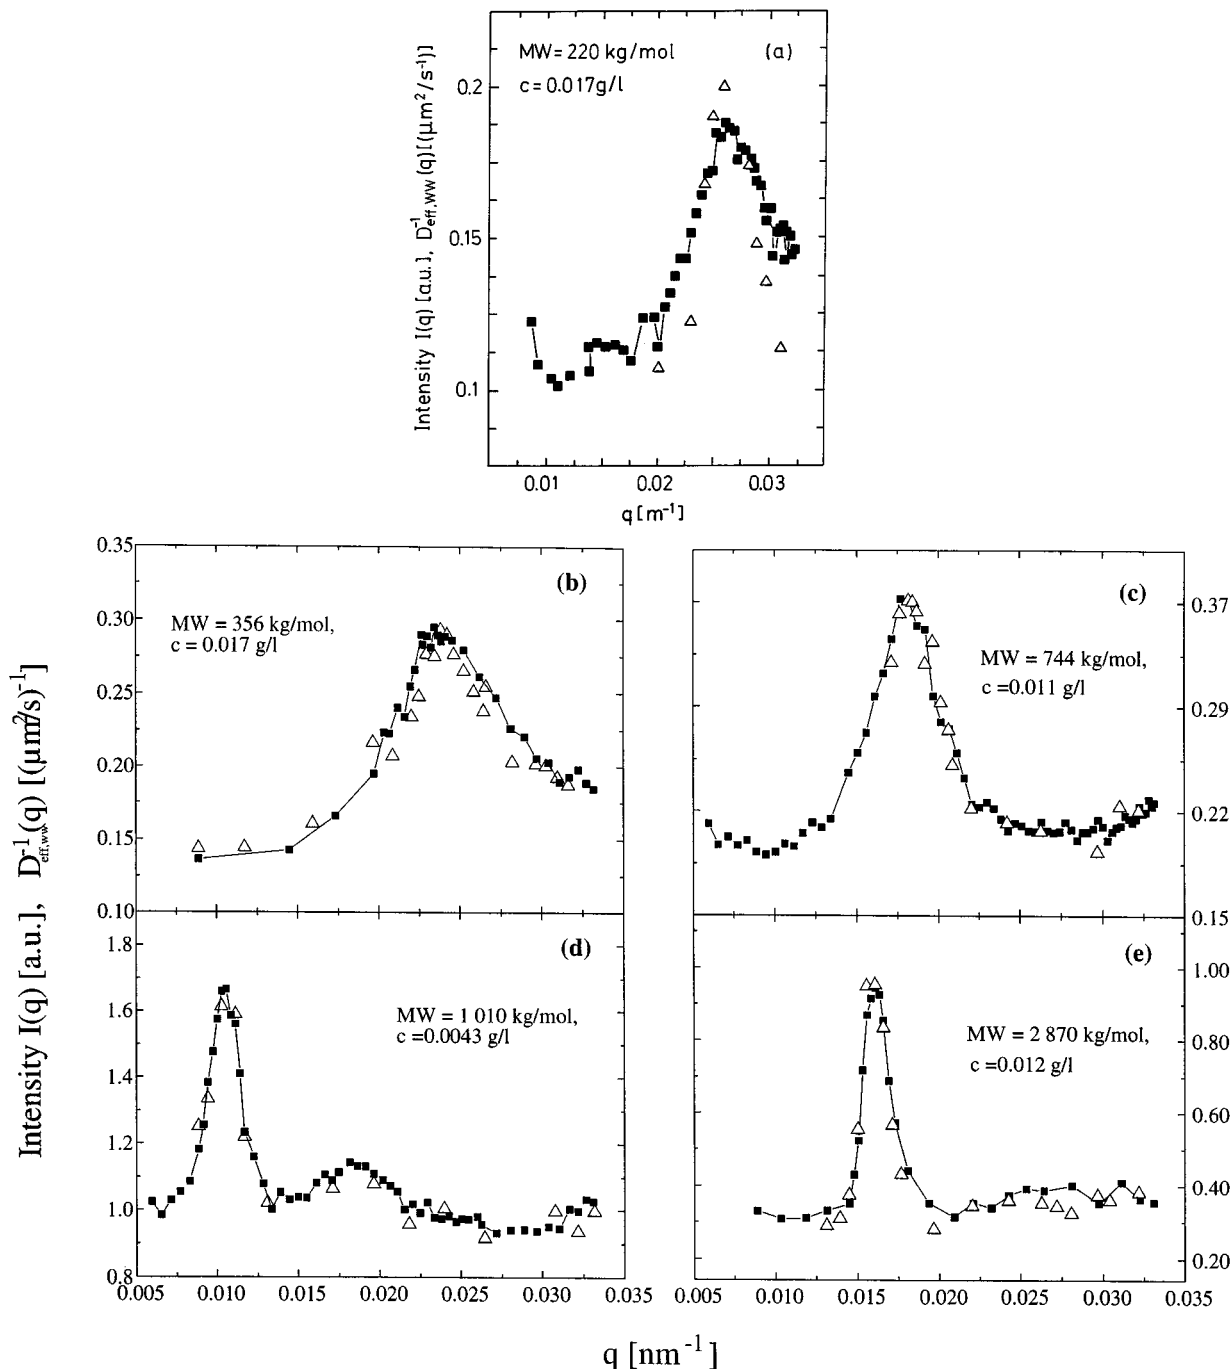 Intensity I(q) [a.u.], D⁻¹eff,WW(q)[(μm²/s⁻¹)]
MW = 220 kg/mol (a)
c = 0.017g/l
0.2
0.15
0.1
0.01 0.02 0.03
q [m⁻¹]
Intensity I(q) [a.u.], D⁻¹eff,ww(q) [(μm²/s)⁻¹]
0.35
0.30
0.25
0.20
0.15
0.10
(b)
MW = 356 kg/mol,
c = 0.017 g/l
(c)
MW = 744 kg/mol,
c =0.011 g/l
0.37
0.29
0.22
0.15
1.8
1.6
1.4
1.2
1.0
0.8
(d)
MW = 1 010 kg/mol,
c =0.0043 g/l
0.005 0.010 0.015 0.020 0.025 0.030 0.035
(e)
MW = 2 870 kg/mol,
c =0.012 g/l
1.00
0.80
0.60
0.40
0.20
0.010 0.015 0.020 0.025 0.030 0.035
q [nm⁻¹]